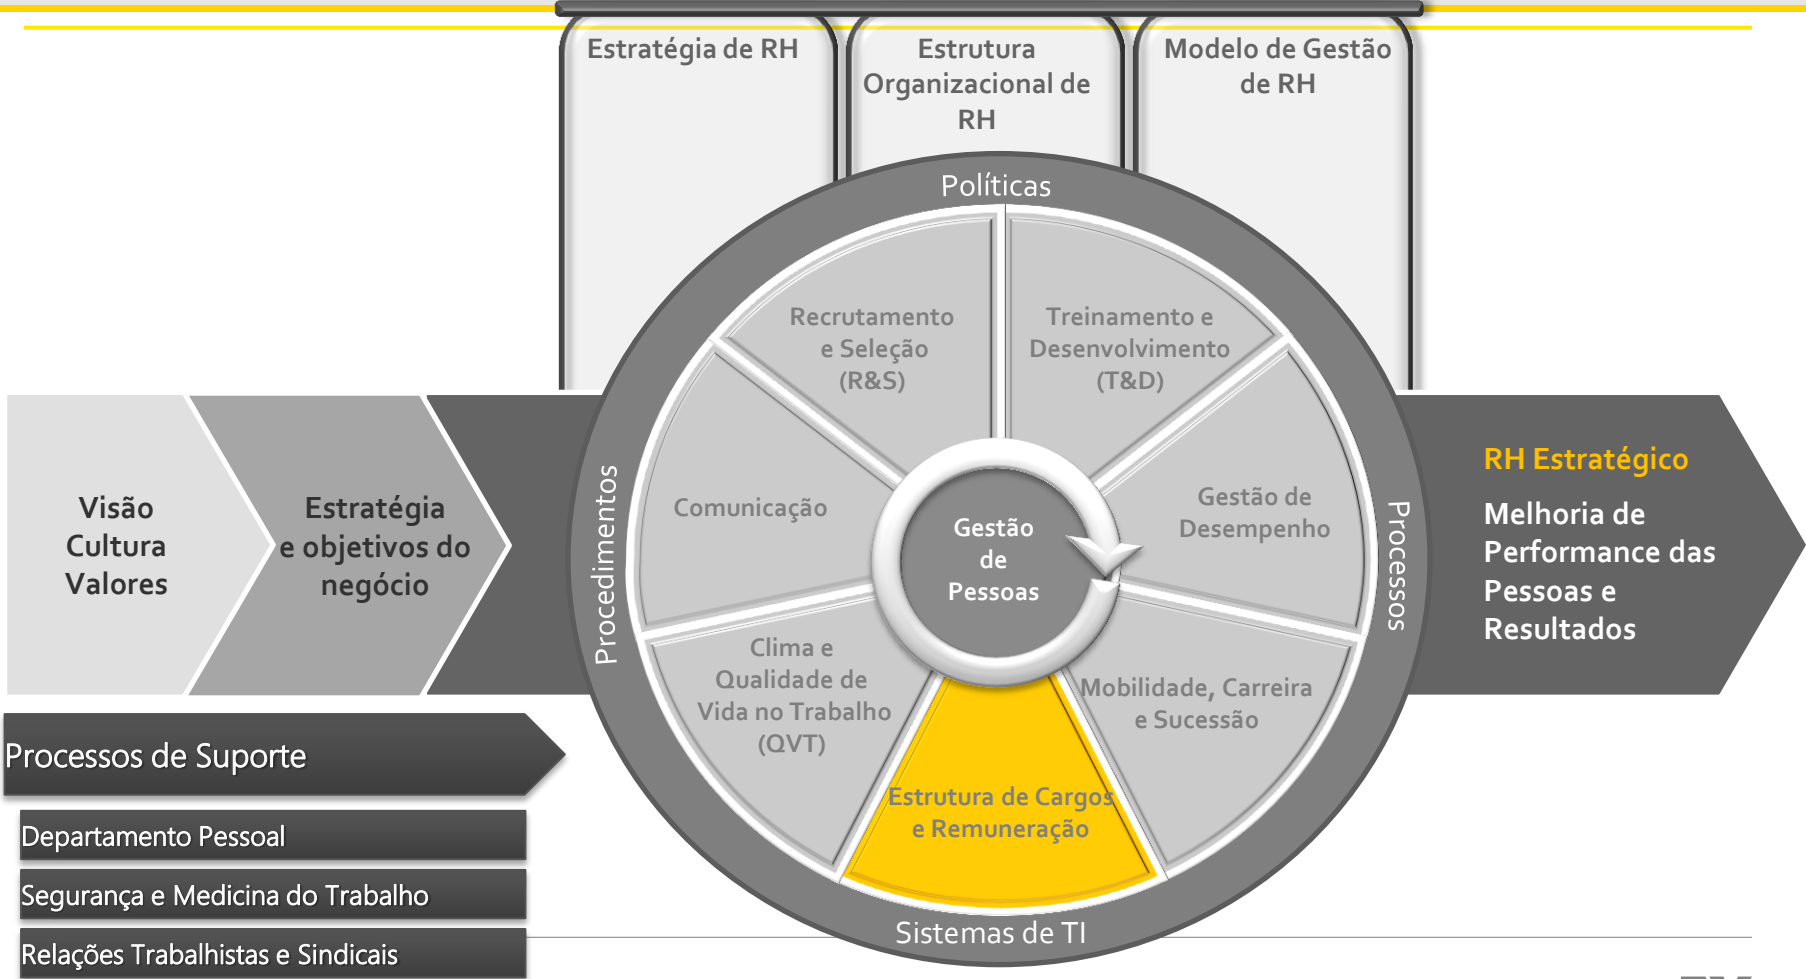 Estratégia de RH
Estrutura
Organizacional de
RH
Modelo de Gestão
de RH
Políticas
Recrutamento
e Seleção
(R&S)
Treinamento e
Desenvolvimento
(T&D)
Comunicação
Gestão de
Desempenho
Gestão
de
Pessoas
Procedimentos
Processos
Visão
Cultura
Valores
Estratégia
e objetivos do
negócio
RH Estratégico
Melhoria de
Performance das
Pessoas e
Resultados
Clima e
Qualidade de
Vida no Trabalho
(QVT)
Mobilidade, Carreira
e Sucessão
Estrutura de Cargos
e Remuneração
Sistemas de TI
Processos de Suporte
Departamento Pessoal
Segurança e Medicina do Trabalho
Relações Trabalhistas e Sindicais